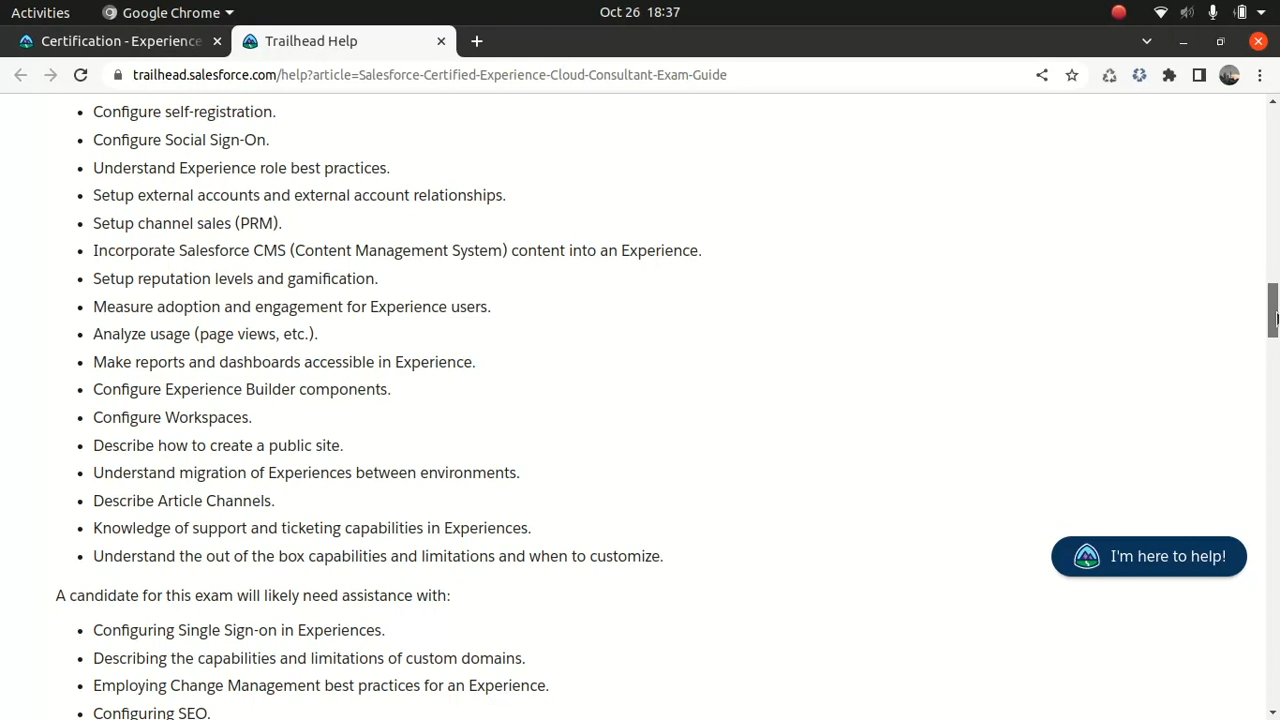 Activities
Google Chrome
Oct 26 18:37
Certification - Experience
Trailhead Help
trailhead.salesforce.com/help?article=Salesforce-Certified-Experience-Cloud-Consultant-Exam-Guide
• Configure self-registration.
• Configure Social Sign-On.
• Understand Experience role best practices.
• Setup external accounts and external account relationships.
• Setup channel sales (PRM).
• Incorporate Salesforce CMS (Content Management System) content into an Experience.
• Setup reputation levels and gamification.
• Measure adoption and engagement for Experience users.
• Analyze usage (page views, etc.).
• Make reports and dashboards accessible in Experience.
• Configure Experience Builder components.
• Configure Workspaces.
• Describe how to create a public site.
• Understand migration of Experiences between environments.
• Describe Article Channels.
• Knowledge of support and ticketing capabilities in Experiences.
• Understand the out of the box capabilities and limitations and when to customize.
I'm here to help!
A candidate for this exam will likely need assistance with:
• Configuring Single Sign-on in Experiences.
• Describing the capabilities and limitations of custom domains.
• Employing Change Management best practices for an Experience.
• Configuring SEO.